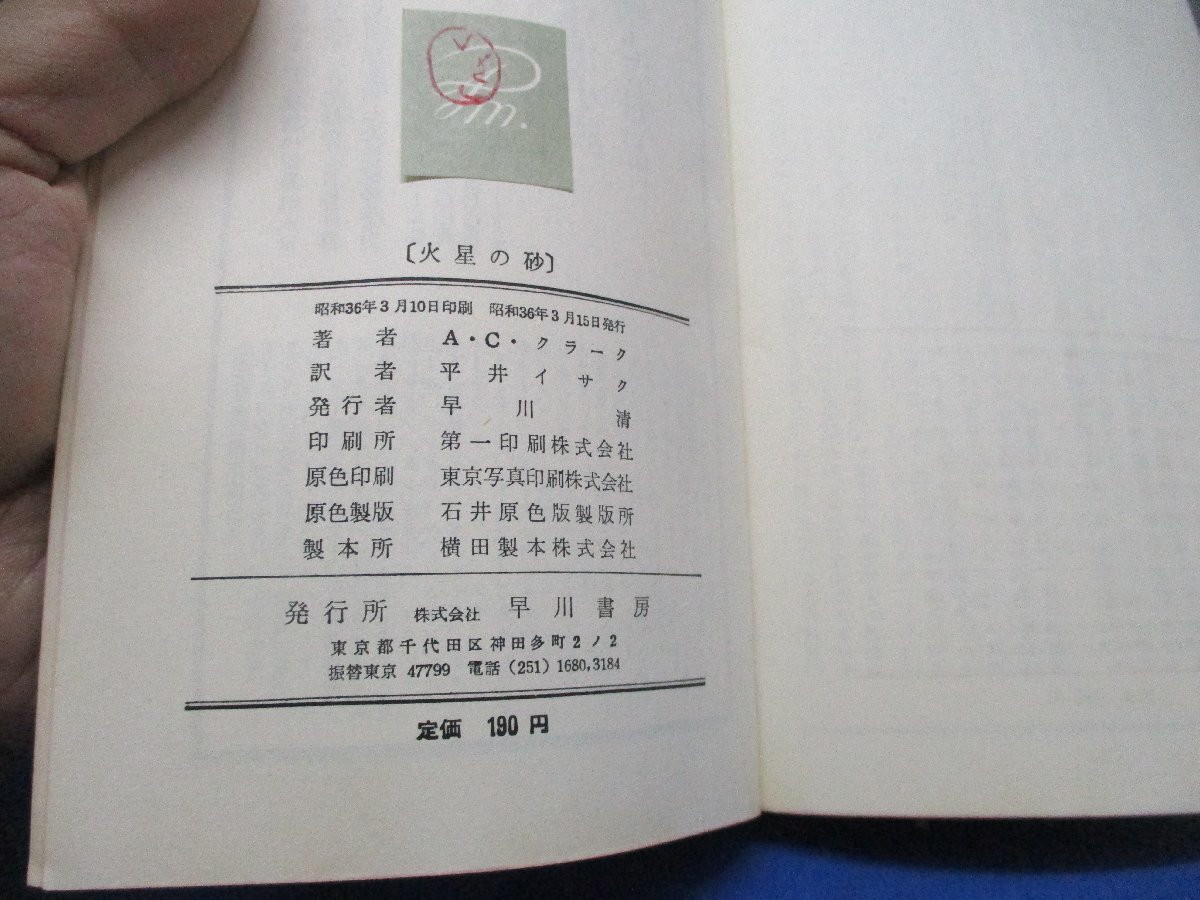 〔火星の砂〕
昭和36年3月10日印刷 昭和36年3月15日発行
著者 A・C・クラーク
訳者 平井イサク
発行者 早川清
印刷所 第一印刷株式会社
原色印刷 東京写真印刷株式会社
原色製版 石井原色版製版所
製本所 横田製本株式会社
発行所 株式会社 早川書房
東京都千代田区神田多町2ノ2
振替東京 47799 電話 (251) 1680,3184
定価 190円